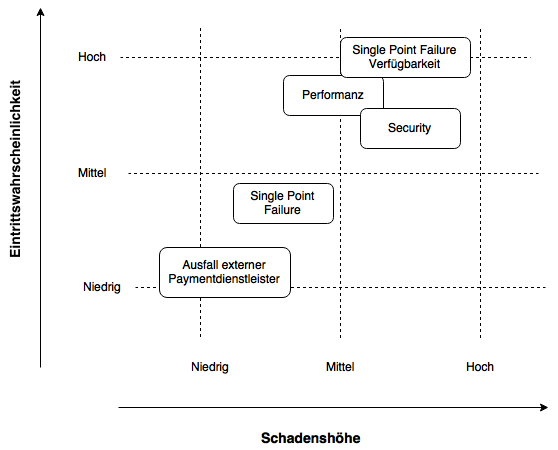 Eintrittswahrscheinlichkeit
Hoch
Single Point Failure
Verfügbarkeit
Performanz
Security
Mittel
Single Point
Failure
Ausfall externer
Paymentdienstleister
Niedrig
Niedrig
Mittel
Hoch
Schadenshöhe